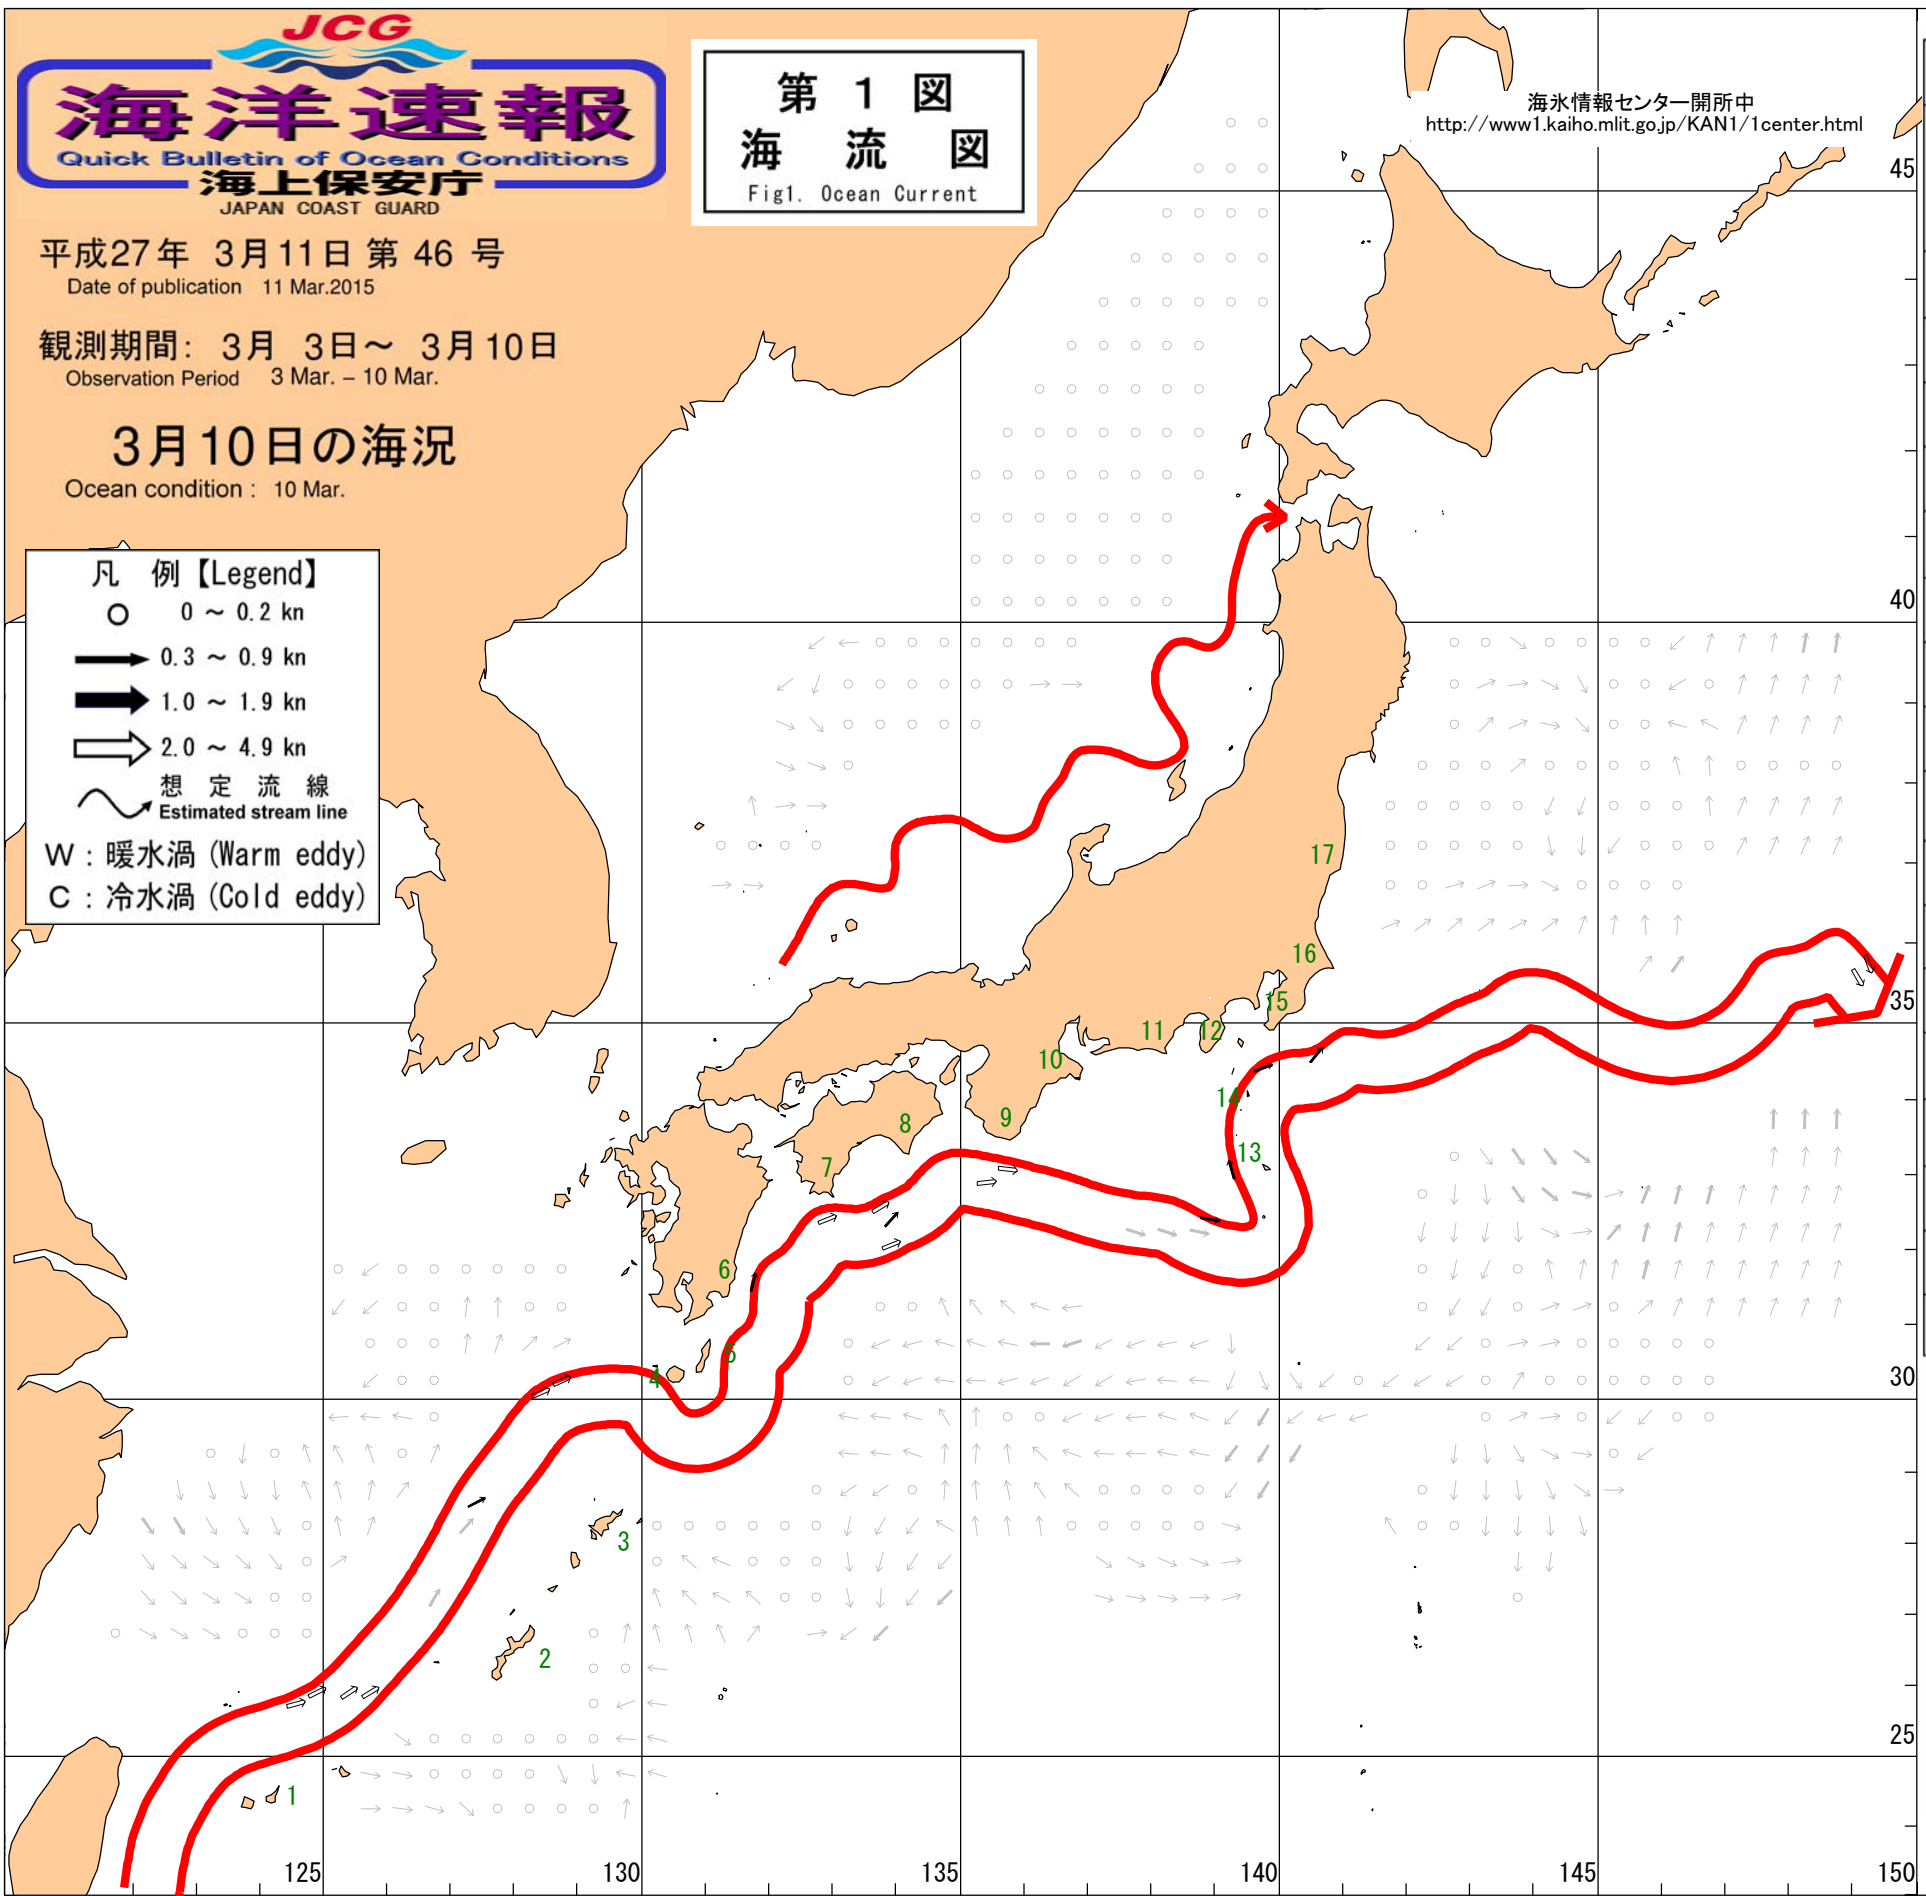 JCG
海洋速報
Quick Bulletin of Ocean Conditions
海上保安庁
JAPAN COAST GUARD
第 1 図
海 流 図
Fig1. Ocean Current
海氷情報センター開所中
http://www1.kaiho.mlit.go.jp/KAN1/1center.html
平成27年 3月11日 第 46 号
Date of publication 11 Mar.2015
観測期間: 3月 3日～ 3月10日
Observation Period 3 Mar. – 10 Mar.
3月10日の海況
Ocean condition : 10 Mar.
凡 例【Legend】
0 ～ 0.2 kn
0.3 ～ 0.9 kn
1.0 ～ 1.9 kn
2.0 ～ 4.9 kn
想 定 流 線
Estimated stream line
W : 暖水渦 (Warm eddy)
C : 冷水渦 (Cold eddy)
45
40
17
16
35
15
12
11
10
14
9
8
13
7
6
5
4
30
3
2
25
1
125
130
135
140
145
150